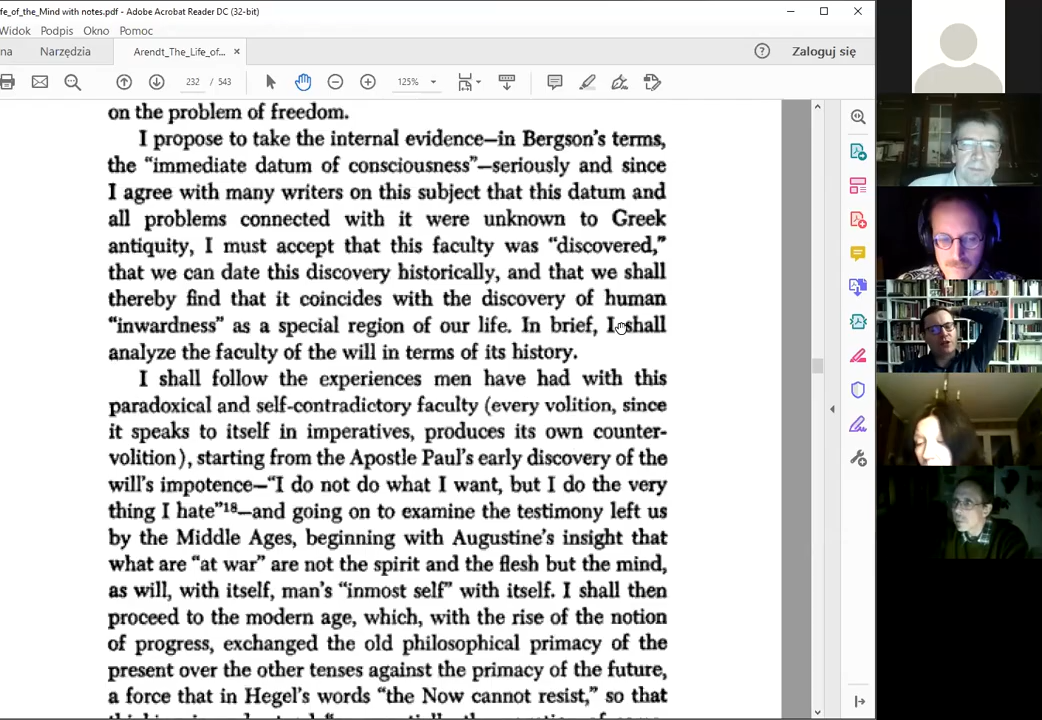 ife_of_the_Mind with notes.pdf - Adobe Acrobat Reader DC (32-bit)
Widok Podpis Okno Pomoc
na Narzędzia Arendt_The_Life_of... × Zaloguj się
232 / 543 125%
on the problem of freedom.
I propose to take the internal evidence—in Bergson's terms,
the "immediate datum of consciousness"—seriously and since
I agree with many writers on this subject that this datum and
all problems connected with it were unknown to Greek
antiquity, I must accept that this faculty was "discovered,"
that we can date this discovery historically, and that we shall
thereby find that it coincides with the discovery of human
"inwardness" as a special region of our life. In brief, I shall
analyze the faculty of the will in terms of its history.
I shall follow the experiences men have had with this
paradoxical and self-contradictory faculty (every volition, since
it speaks to itself in imperatives, produces its own counter-
volition), starting from the Apostle Paul's early discovery of the
will's impotence—"I do not do what I want, but I do the very
thing I hate"18—and going on to examine the testimony left us
by the Middle Ages, beginning with Augustine's insight that
what are "at war" are not the spirit and the flesh but the mind,
as will, with itself, man's "inmost self" with itself. I shall then
proceed to the modern age, which, with the rise of the notion
of progress, exchanged the old philosophical primacy of the
present over the other tenses against the primacy of the future,
a force that in Hegel's words "the Now cannot resist," so that